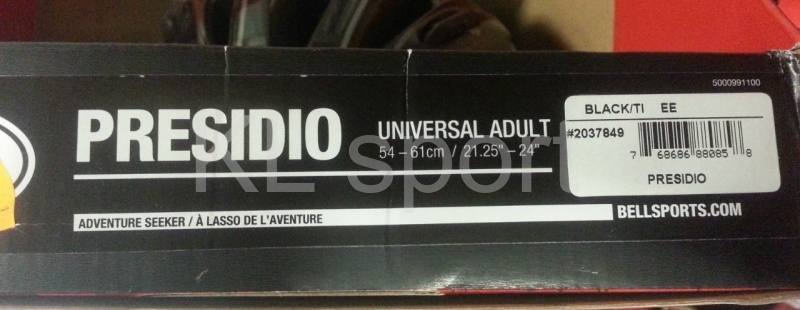 5000991100
PRESIDIO
UNIVERSAL ADULT
54 – 61cm / 21.25" – 24"
BLACK/TI EE
#2037849
7 68686 88085 8
PRESIDIO
ADVENTURE SEEKER / À LASSO DE L'AVENTURE
BELLSPORTS.COM
KL sport